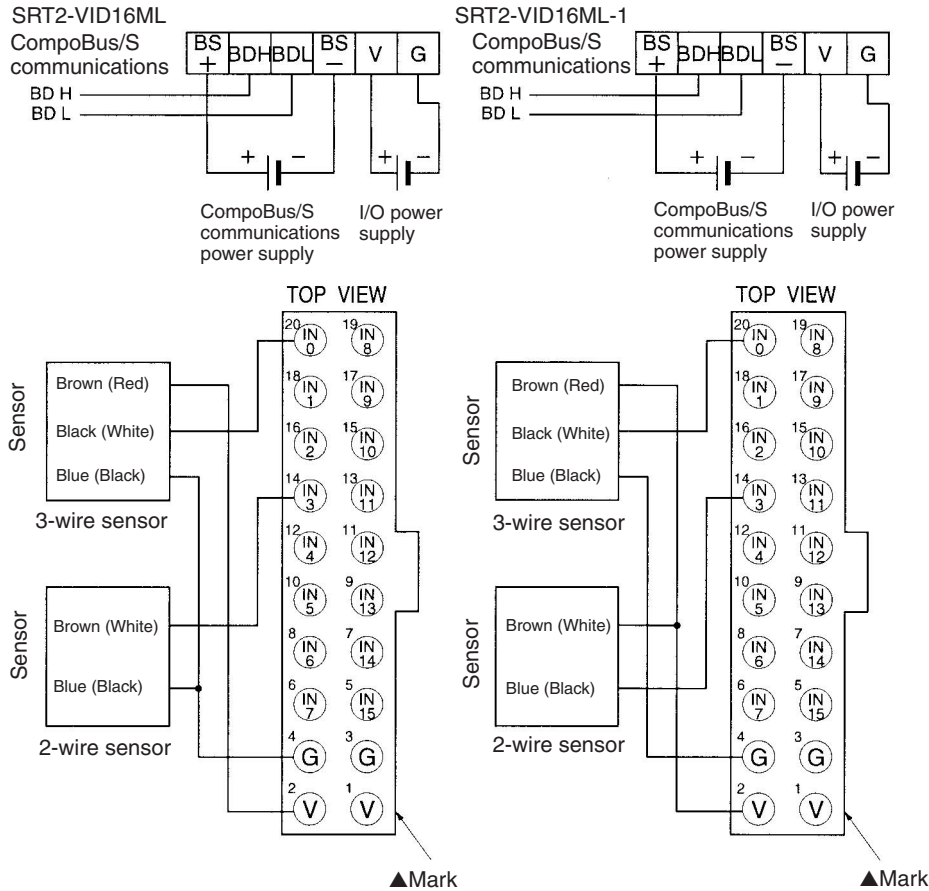 SRT2-VID16ML
CompoBus/S
communications
BS
+
BDH
BDL
BS
–
V
G
BD H
BD L
+ –
+ –
CompoBus/S
communications
power supply
I/O power
supply
TOP VIEW
20 IN 0
19 IN 8
18 IN 1
17 IN 9
16 IN 2
15 IN 10
14 IN 3
13 IN 11
12 IN 4
11 IN 12
10 IN 5
9 IN 13
8 IN 6
7 IN 14
6 IN 7
5 IN 15
4 G
3 G
2 V
1 V
Sensor
Brown (Red)
Black (White)
Blue (Black)
3-wire sensor
Sensor
Brown (White)
Blue (Black)
2-wire sensor
▲Mark
SRT2-VID16ML-1
CompoBus/S
communications
BS
+
BDH
BDL
BS
–
V
G
BD H
BD L
+ –
+ –
CompoBus/S
communications
power supply
I/O power
supply
TOP VIEW
20 IN 0
19 IN 8
18 IN 1
17 IN 9
16 IN 2
15 IN 10
14 IN 3
13 IN 11
12 IN 4
11 IN 12
10 IN 5
9 IN 13
8 IN 6
7 IN 14
6 IN 7
5 IN 15
4 G
3 G
2 V
1 V
Sensor
Brown (Red)
Black (White)
Blue (Black)
3-wire sensor
Sensor
Brown (White)
Blue (Black)
2-wire sensor
▲Mark